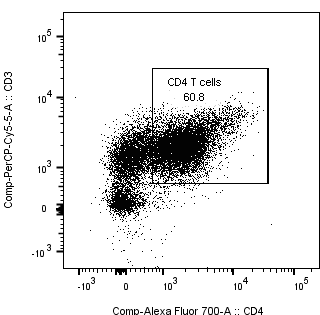 Comp-PerCP-Cy5-5-A :: CD3
10^5
10^4
10^3
0
-10^3
CD4 T cells
60.8
-10^3 0 10^3 10^4 10^5
Comp-Alexa Fluor 700-A :: CD4